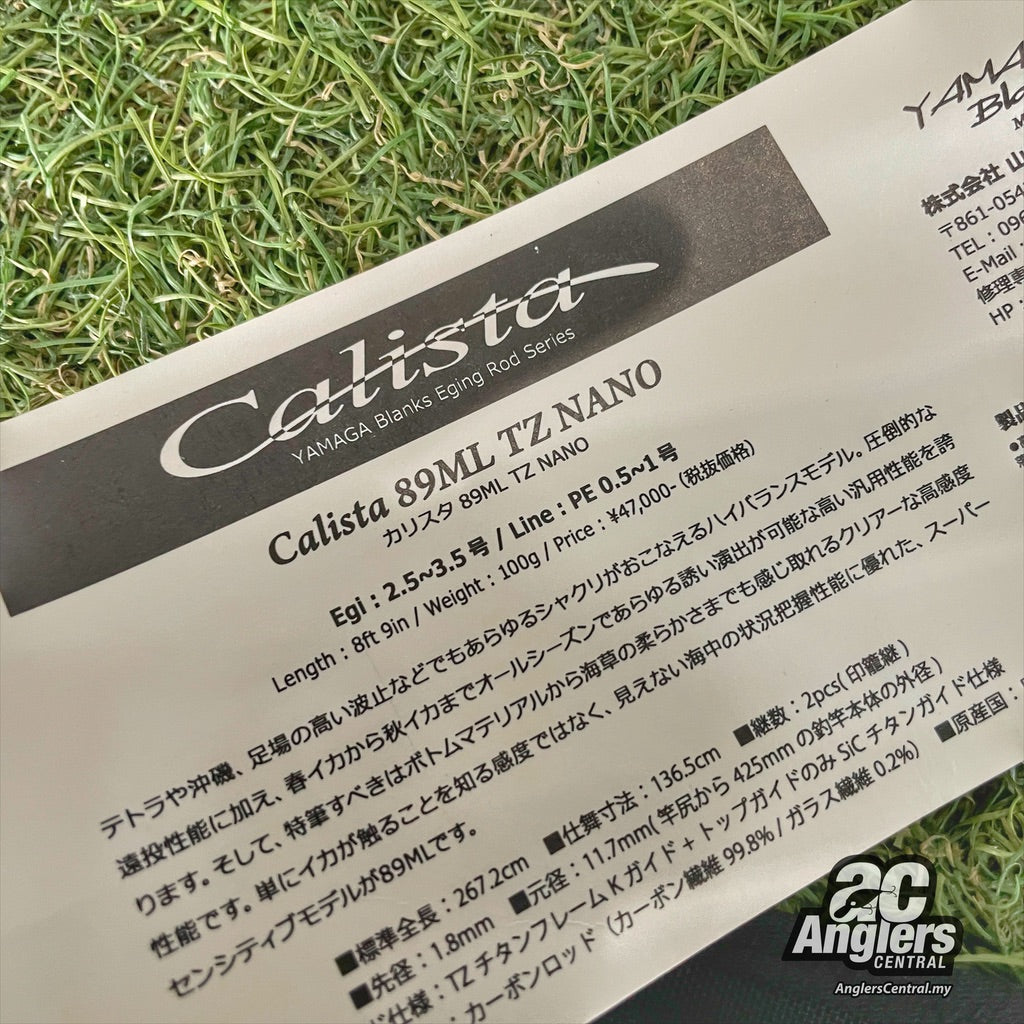 Calista
YAMAGA Blanks Eging Rod Series
Calista 89ML TZ NANO
カリスタ 89ML TZ NANO
Egi : 2.5~3.5号 / Line : PE 0.5~1号
Length : 8ft 9in / Weight : 100g / Price : ¥47,000- (税抜価格)
テトラや沖磯、足場の高い波止などでもあらゆるシャクリがおこなえるハイバランスモデル。圧倒的な
遠投性能に加え、春イカから秋イカまでオールシーズンであらゆる誘い演出が可能な高い汎用性能を誇
ります。そして、特筆すべきはボトムマテリアルから海草の柔らかさまでも感じ取れるクリアーな高感度
性能です。単にイカが触ることを知る感度ではなく、見えない海中の状況把握性能に優れた、スーパー
センシティブモデルが89MLです。
■標準全長：267.2cm ■仕舞寸法：136.5cm ■継数：2pcs( 印籠継 )
■先径：1.8mm ■元径：11.7mm( 竿尻から 425mm の釣竿本体の外径 )
ド仕様：TZ チタンフレーム K ガイド + トップガイドのみ SiC チタンガイド仕様
カーボンロッド（カーボン繊維 99.8% / ガラス繊維 0.2%） ■原産国：
YAMA
Bla
M
株式会社 山
〒861-054
TEL : 096
E-Mail :
修理専
HP :
製品
ac
Anglers
CENTRAL
AnglersCentral.my